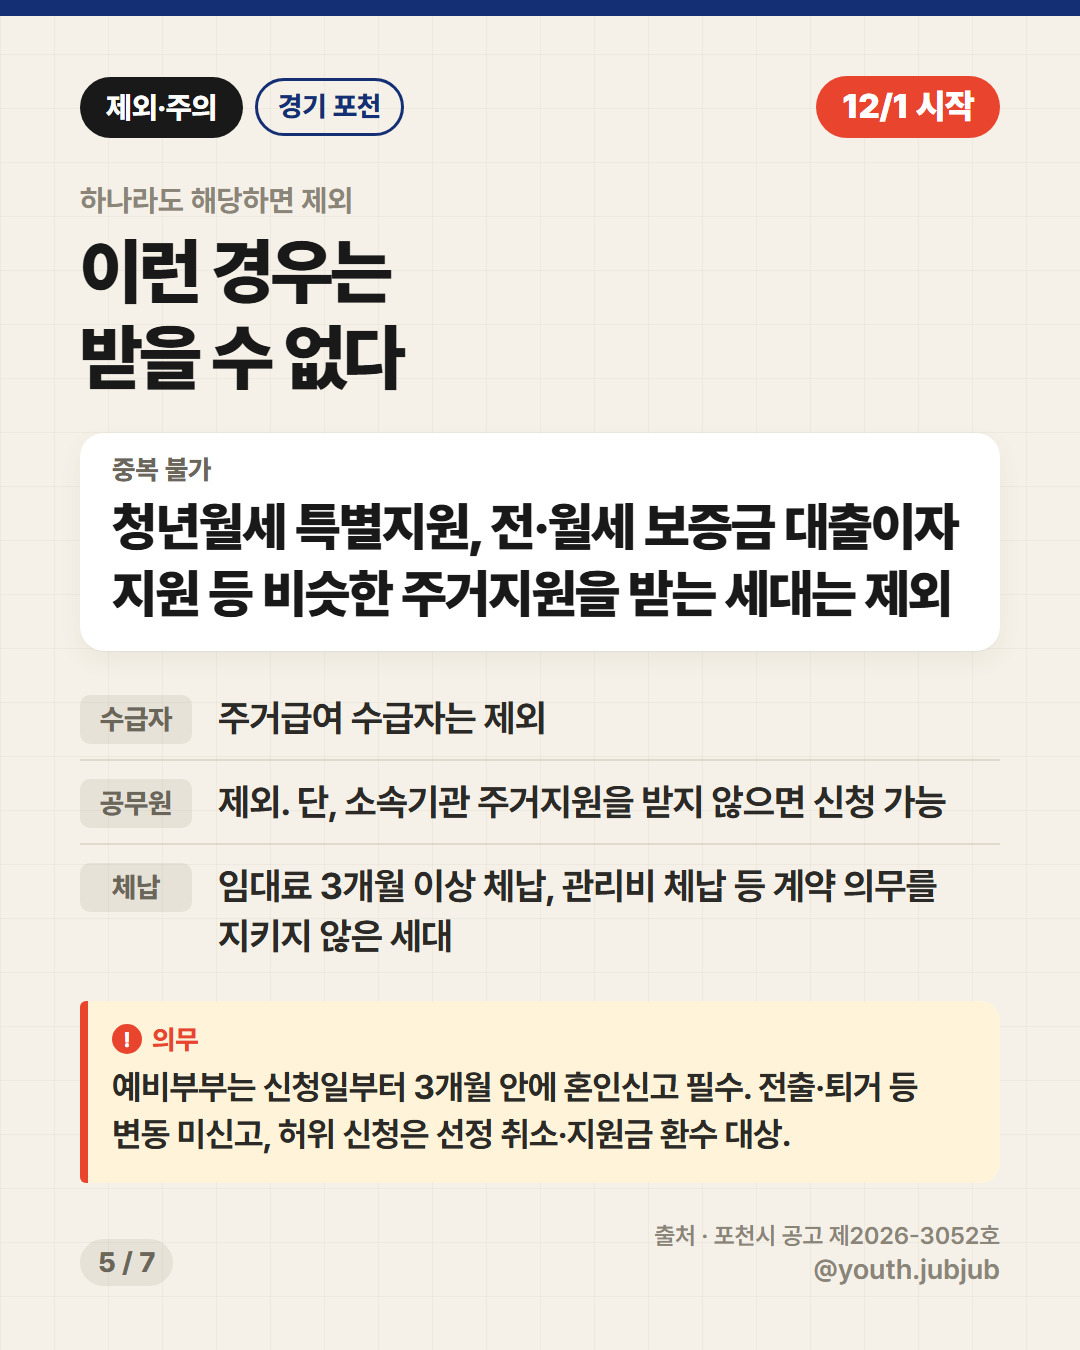 제외·주의
경기 포천
12/1 시작
하나라도 해당하면 제외
이런 경우는
받을 수 없다
중복 불가
청년월세 특별지원, 전·월세 보증금 대출이자
지원 등 비슷한 주거지원을 받는 세대는 제외
수급자 주거급여 수급자는 제외
공무원 제외. 단, 소속기관 주거지원을 받지 않으면 신청 가능
체납 임대료 3개월 이상 체납, 관리비 체납 등 계약 의무를
지키지 않은 세대
! 의무
예비부부는 신청일부터 3개월 안에 혼인신고 필수. 전출·퇴거 등
변동 미신고, 허위 신청은 선정 취소·지원금 환수 대상.
5 / 7
출처 · 포천시 공고 제2026-3052호
@youth.jubjub